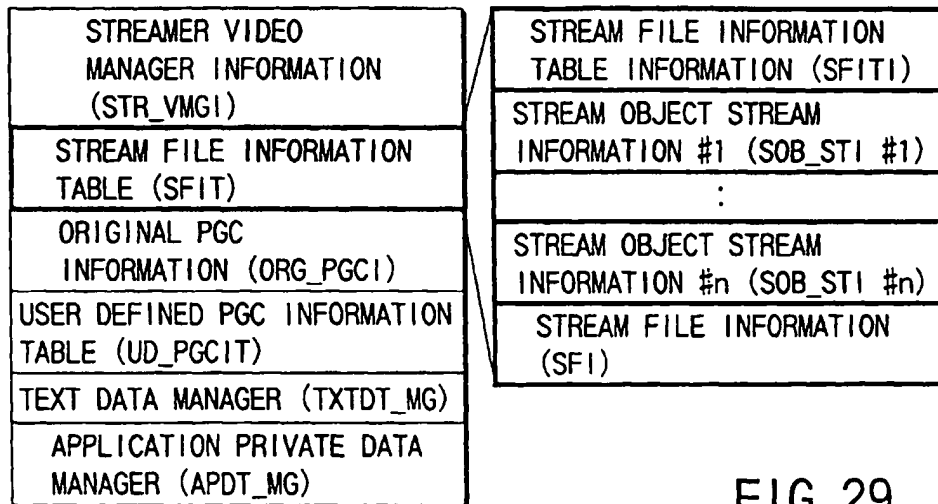 STREAMER VIDEO
MANAGER INFORMATION
(STR_VMGI)
STREAM FILE INFORMATION
TABLE (SFIT)
ORIGINAL PGC
INFORMATION (ORG_PGCI)
USER DEFINED PGC INFORMATION
TABLE (UD_PGCIT)
TEXT DATA MANAGER (TXTDT_MG)
APPLICATION PRIVATE DATA
MANAGER (APDT_MG)
STREAM FILE INFORMATION
TABLE INFORMATION (SFITI)
STREAM OBJECT STREAM
INFORMATION #1 (SOB_STI #1)
:
STREAM OBJECT STREAM
INFORMATION #n (SOB_STI #n)
STREAM FILE INFORMATION
(SFI)
FIG. 29